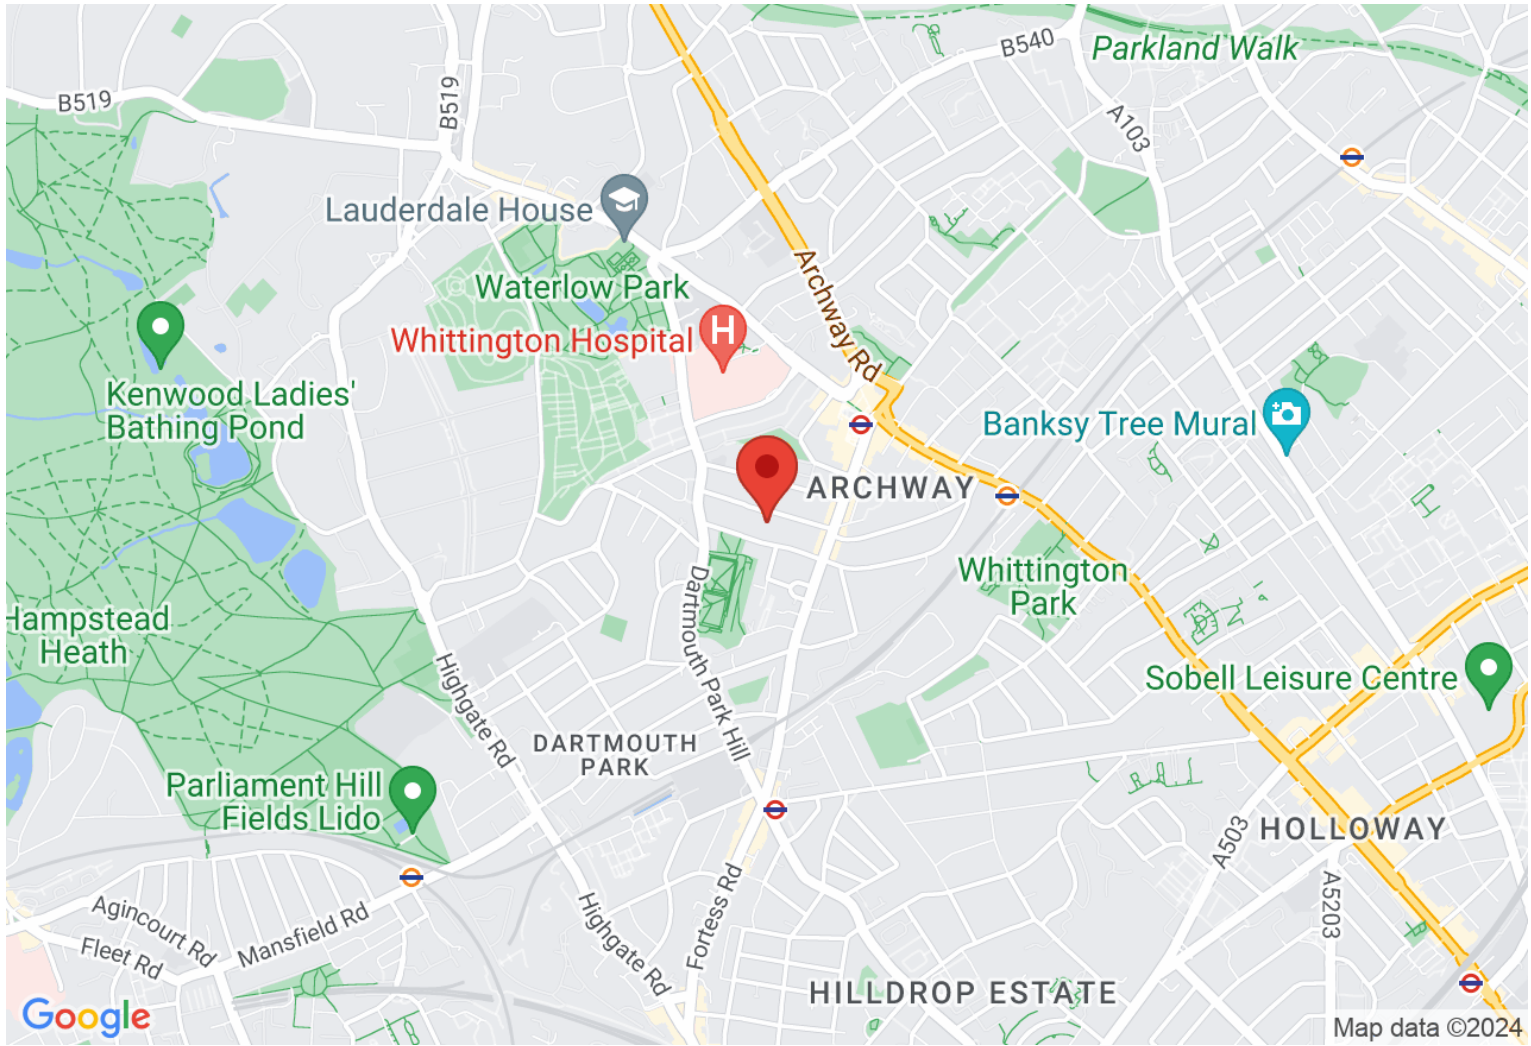 B540
Parkland Walk
B519
B519
A103
Lauderdale House
Archway Rd
Waterlow Park
Whittington Hospital
H
Kenwood Ladies'
Bathing Pond
Banksy Tree Mural
ARCHWAY
Whittington
Park
Dartmouth Park Hill
Hampstead
Heath
Highgate Rd
Sobell Leisure Centre
DARTMOUTH
PARK
Parliament Hill
Fields Lido
A503
HOLLOWAY
A5203
Agincourt Rd
Mansfield Rd
Fleet Rd
Highgate Rd
Fortess Rd
HILLDROP ESTATE
Google
Map data ©2024